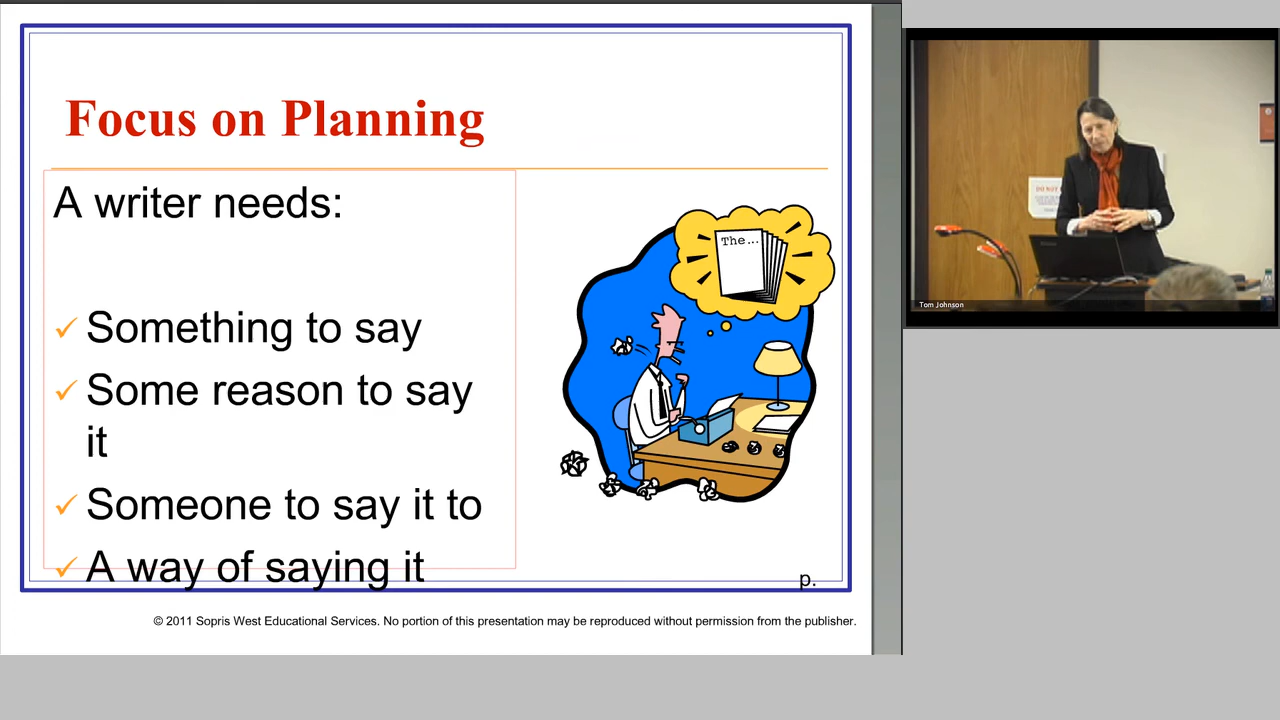 Focus on Planning
A writer needs:
Something to say
Some reason to say
it
Someone to say it to
A way of saying it
The...
p.
© 2011 Sopris West Educational Services. No portion of this presentation may be reproduced without permission from the publisher.
DO NOT
Tom Johnson